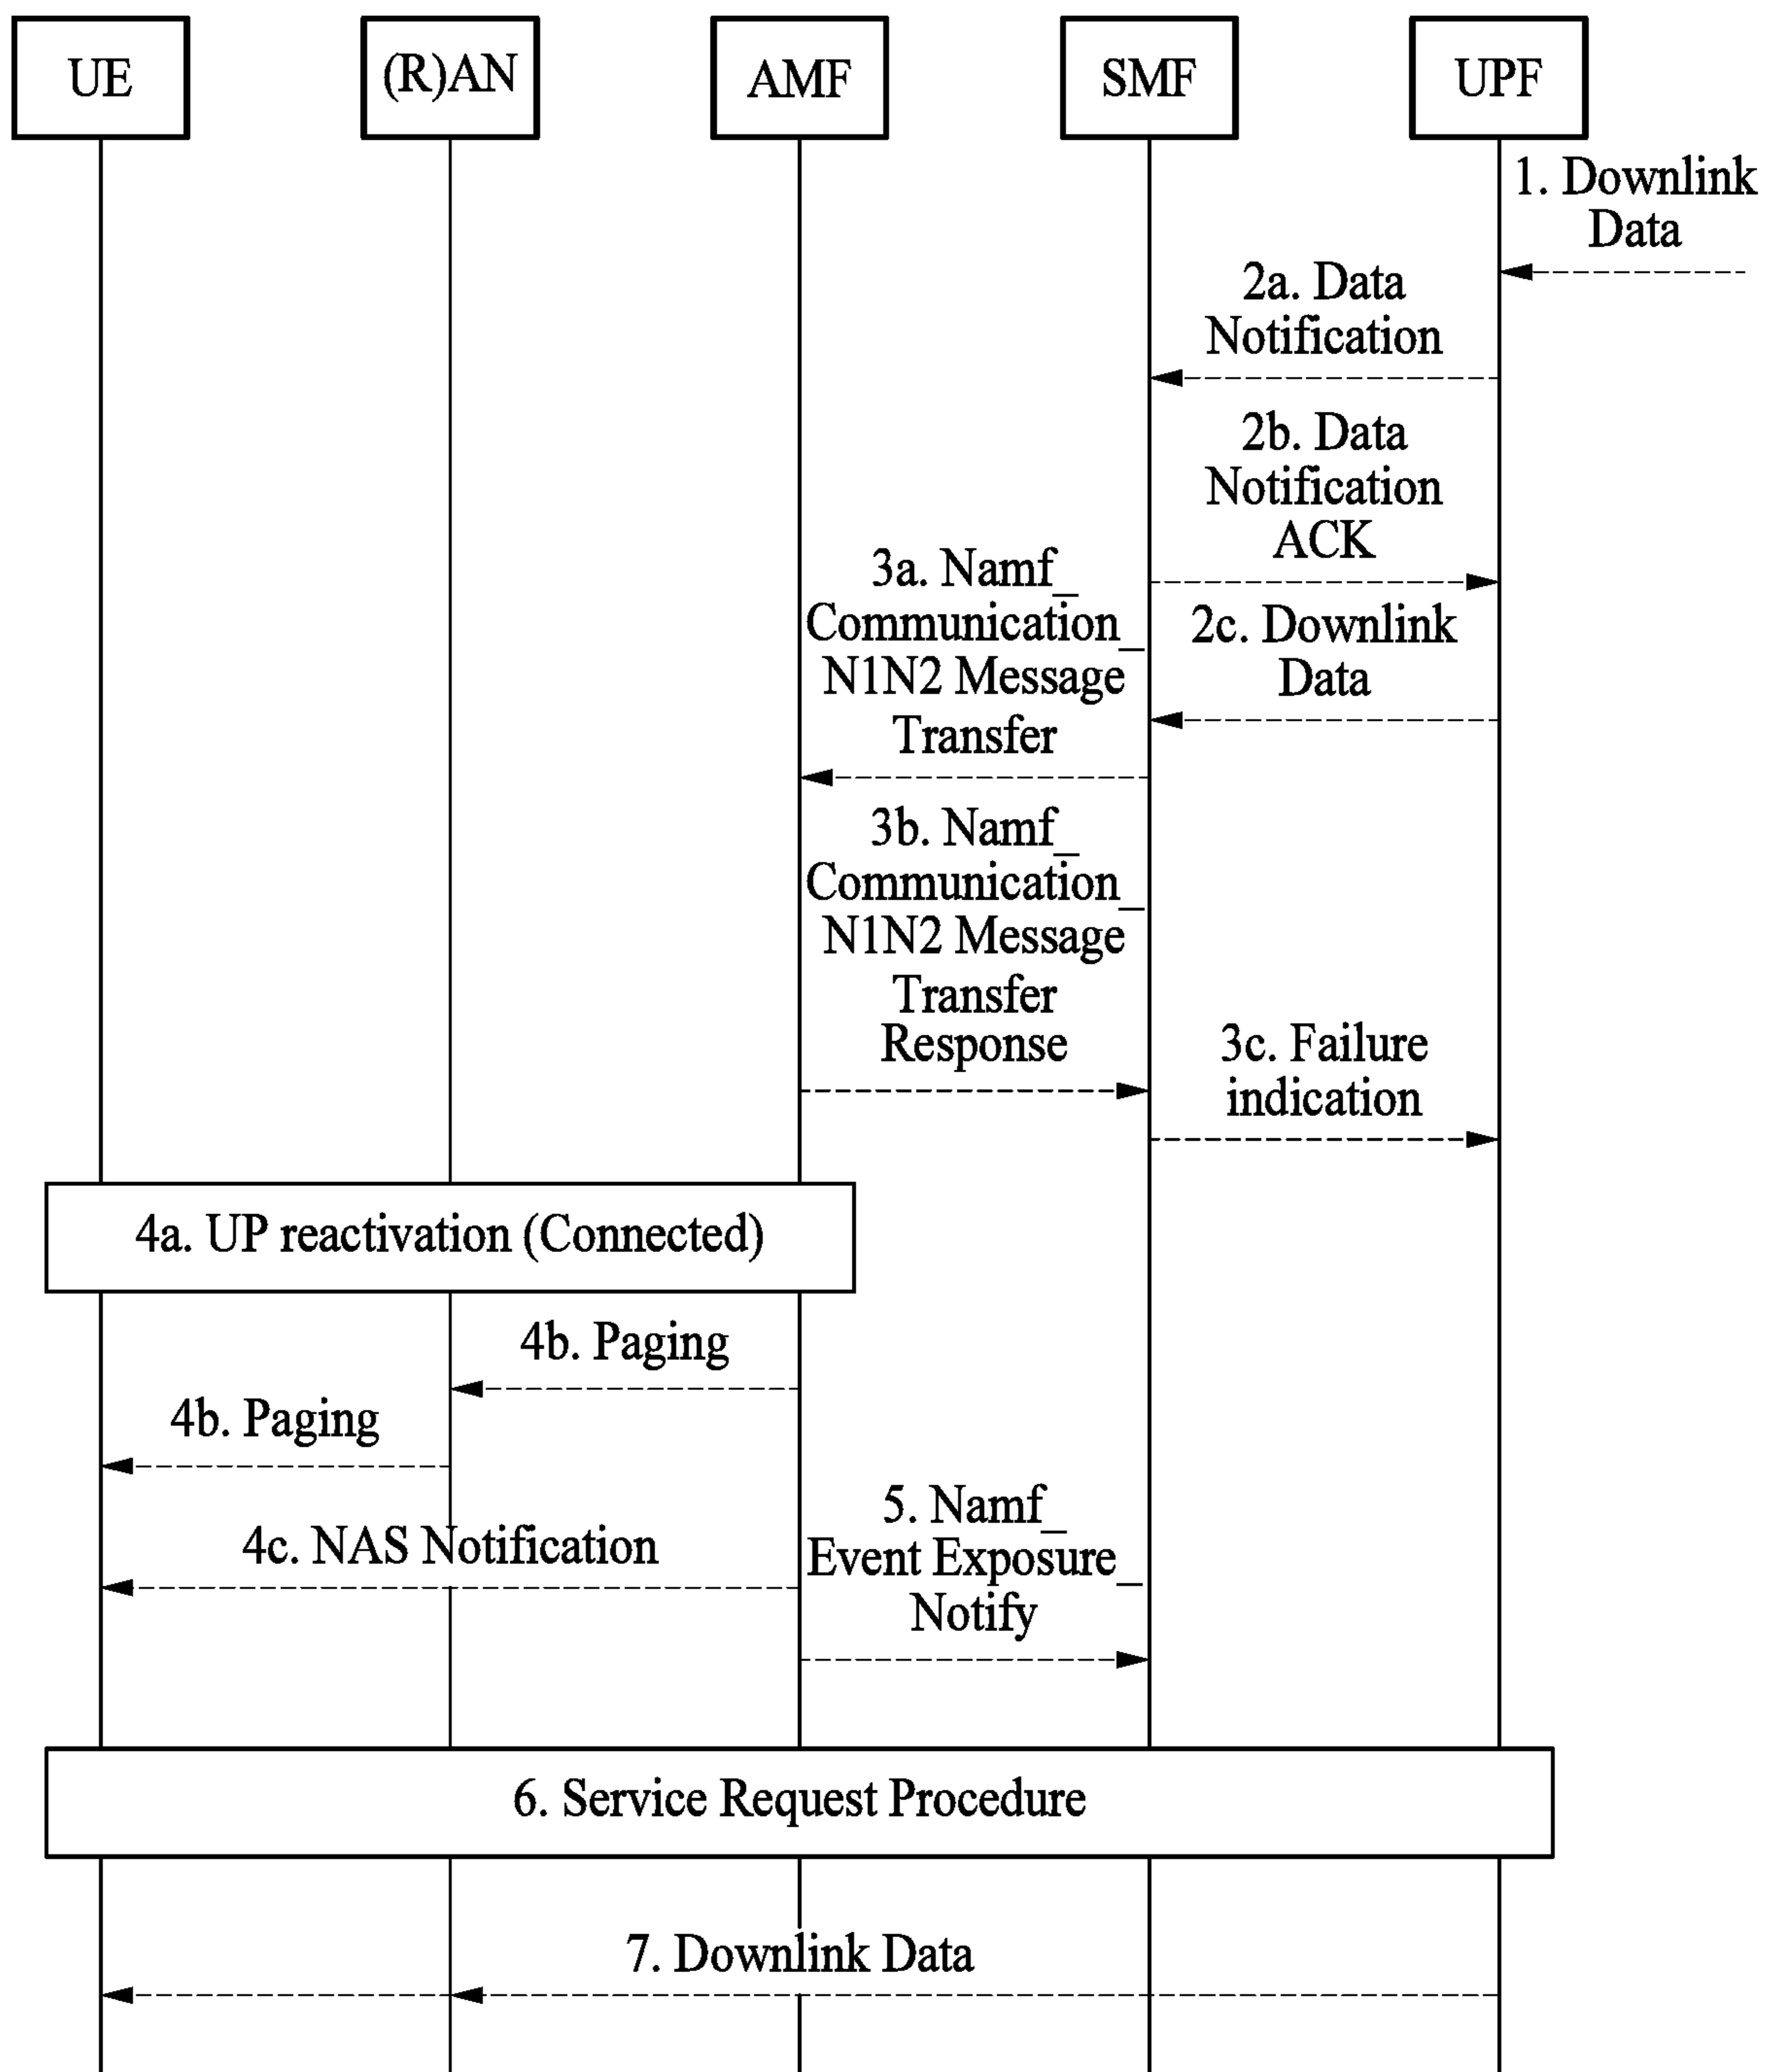 UE
(R)AN
AMF
SMF
UPF
1. Downlink
Data
2a. Data
Notification
2b. Data
Notification
ACK
3a. Namf_
Communication_
N1N2 Message
Transfer
2c. Downlink
Data
3b. Namf_
Communication_
N1N2 Message
Transfer
Response
3c. Failure
indication
4a. UP reactivation (Connected)
4b. Paging
4b. Paging
4c. NAS Notification
5. Namf_
Event Exposure_
Notify
6. Service Request Procedure
7. Downlink Data